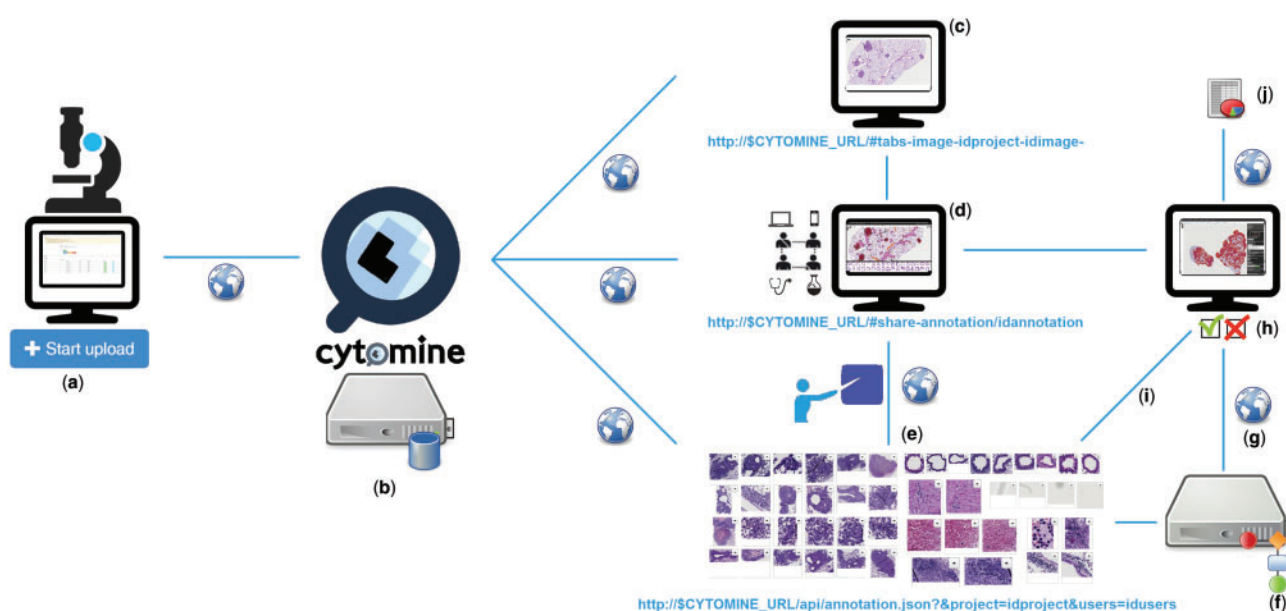 (c)
(j)
http://$CYTOMINE_URL/#tabs-image-idproject-idimage-
(d)
+ Start upload
(a)
cytomine
(b)
http://$CYTOMINE_URL/#share-annotation/idannotation
(h)
(i)
(e)
(g)
(f)
http://$CYTOMINE_URL/api/annotation.json?&project=idproject&users=idusers